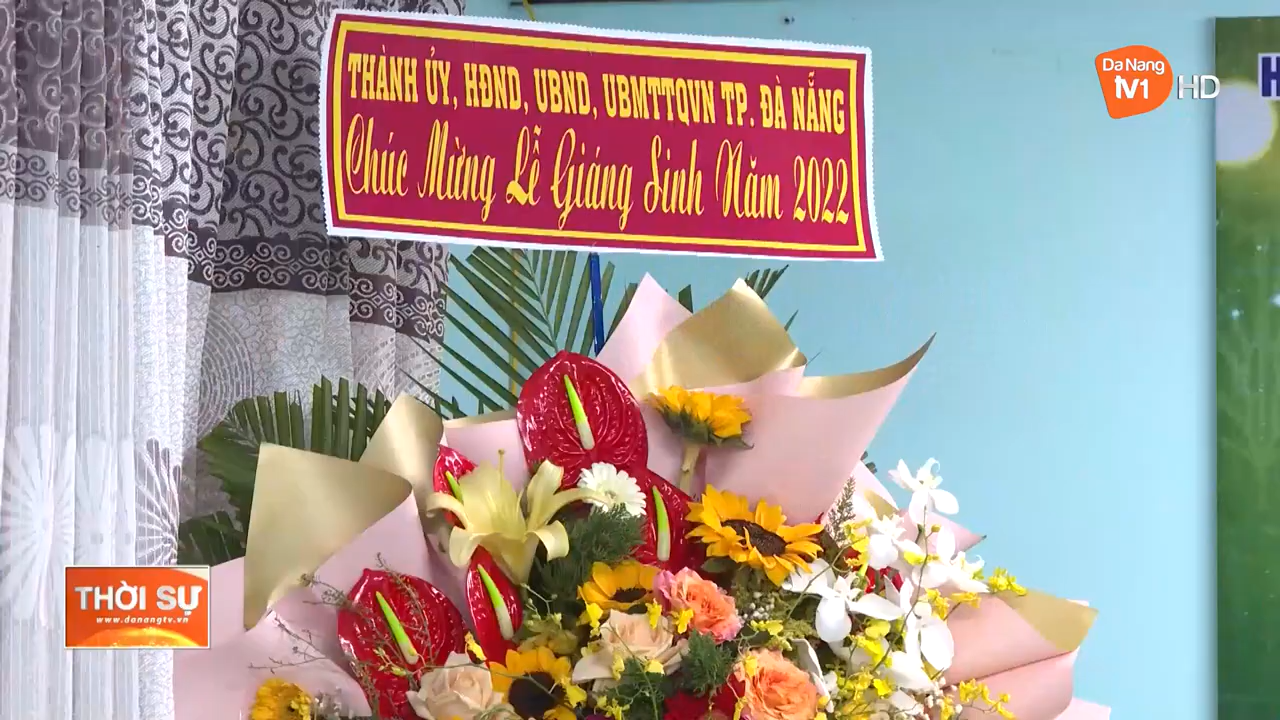 THÀNH ỦY, HĐND, UBND, UBMTTQVN TP. ĐÀ NẴNG
Chúc Mừng Lễ Giáng Sinh Năm 2022
Da Nang
tv1 HD
H
THỜI SỰ
www.danangtv.vn